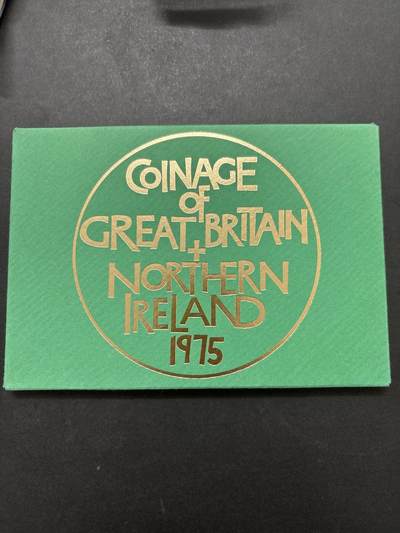 COINAGE
OF
GREAT BRITAIN
+
NORTHERN
IRELAND
1975